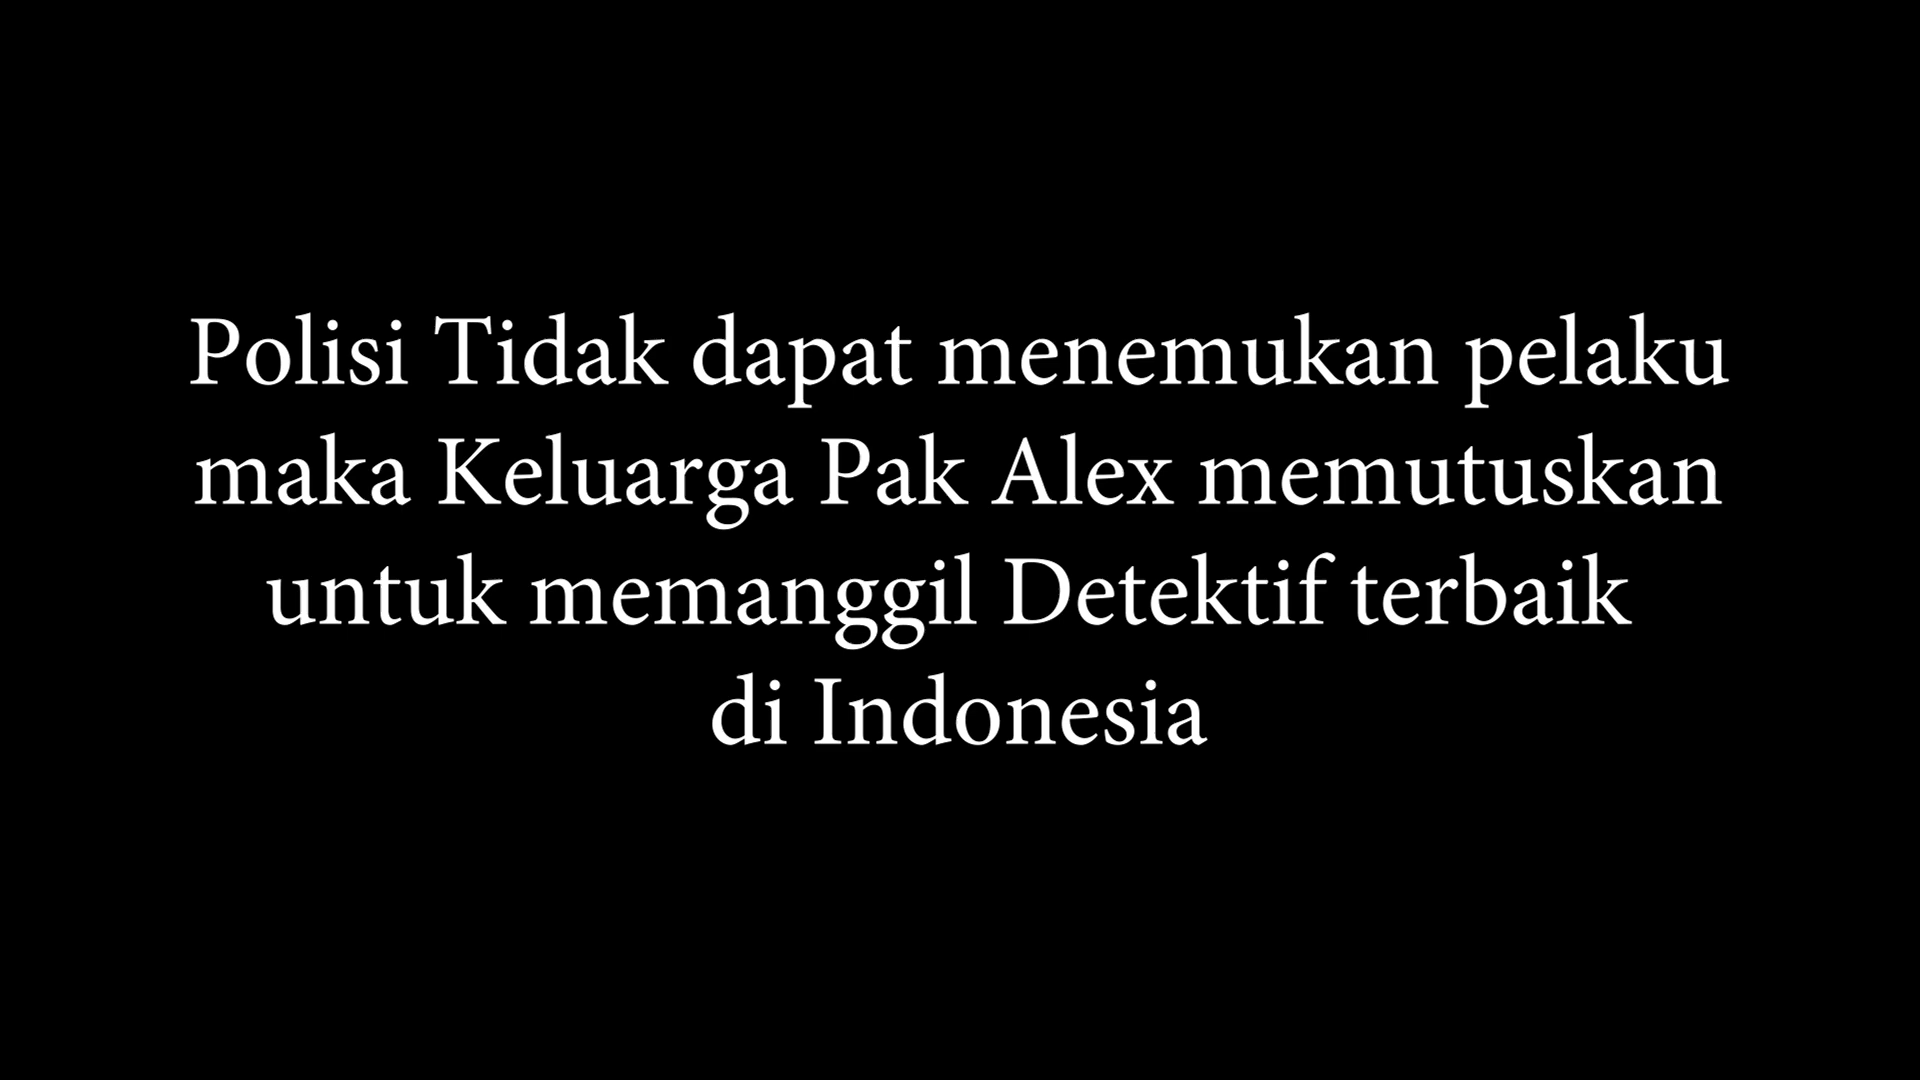 Polisi Tidak dapat menemukan pelaku
maka Keluarga Pak Alex memutuskan
untuk memanggil Detektif terbaik
di Indonesia